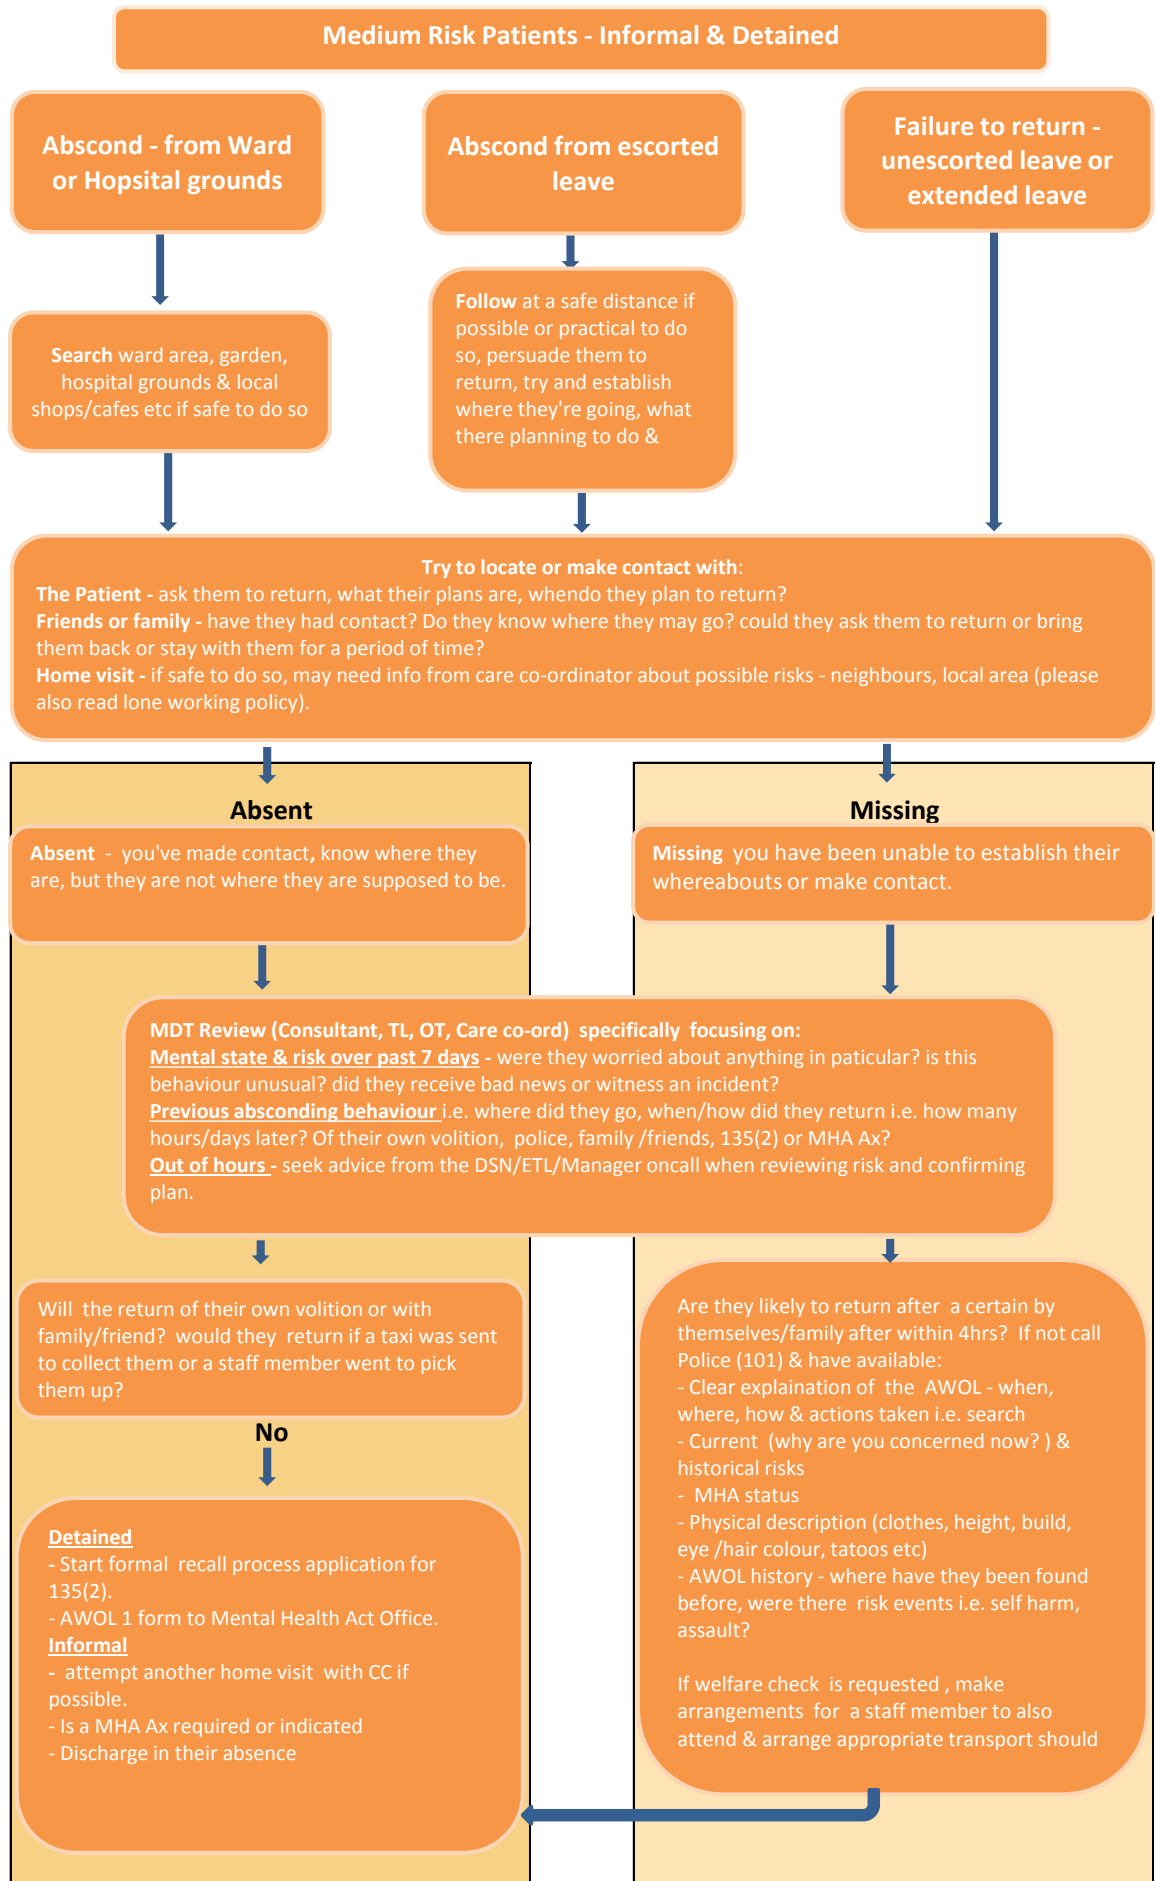 Medium Risk Patients - Informal & Detained
Abscond - from Ward
or Hopsital grounds
Abscond from escorted
leave
Failure to return -
unescorted leave or
extended leave
Search ward area, garden,
hospital grounds & local
shops/cafes etc if safe to do so
Follow at a safe distance if
possible or practical to do
so, persuade them to
return, try and establish
where they're going, what
there planning to do &
Try to locate or make contact with:
The Patient - ask them to return, what their plans are, whendo they plan to return?
Friends or family - have they had contact? Do they know where they may go? could they ask them to return or bring
them back or stay with them for a period of time?
Home visit - if safe to do so, may need info from care co-ordinator about possible risks - neighbours, local area (please
also read lone working policy).
Absent
Absent - you've made contact, know where they
are, but they are not where they are supposed to be.
Missing
Missing you have been unable to establish their
whereabouts or make contact.
MDT Review (Consultant, TL, OT, Care co-ord) specifically focusing on:
Mental state & risk over past 7 days - were they worried about anything in paticular? is this
behaviour unusual? did they receive bad news or witness an incident?
Previous absconding behaviour i.e. where did they go, when/how did they return i.e. how many
hours/days later? Of their own volition, police, family /friends, 135(2) or MHA Ax?
Out of hours - seek advice from the DSN/ETL/Manager oncall when reviewing risk and confirming
plan.
Will the return of their own volition or with
family/friend? would they return if a taxi was sent
to collect them or a staff member went to pick
them up?
No
Detained
- Start formal recall process application for
135(2).
- AWOL 1 form to Mental Health Act Office.
Informal
- attempt another home visit with CC if
possible.
- Is a MHA Ax required or indicated
- Discharge in their absence
Are they likely to return after a certain by
themselves/family after within 4hrs? If not call
Police (101) & have available:
- Clear explaination of the AWOL - when,
where, how & actions taken i.e. search
- Current (why are you concerned now? ) &
historical risks
- MHA status
- Physical description (clothes, height, build,
eye /hair colour, tatoos etc)
- AWOL history - where have they been found
before, were there risk events i.e. self harm,
assault?
If welfare check is requested , make
arrangements for a staff member to also
attend & arrange appropriate transport should